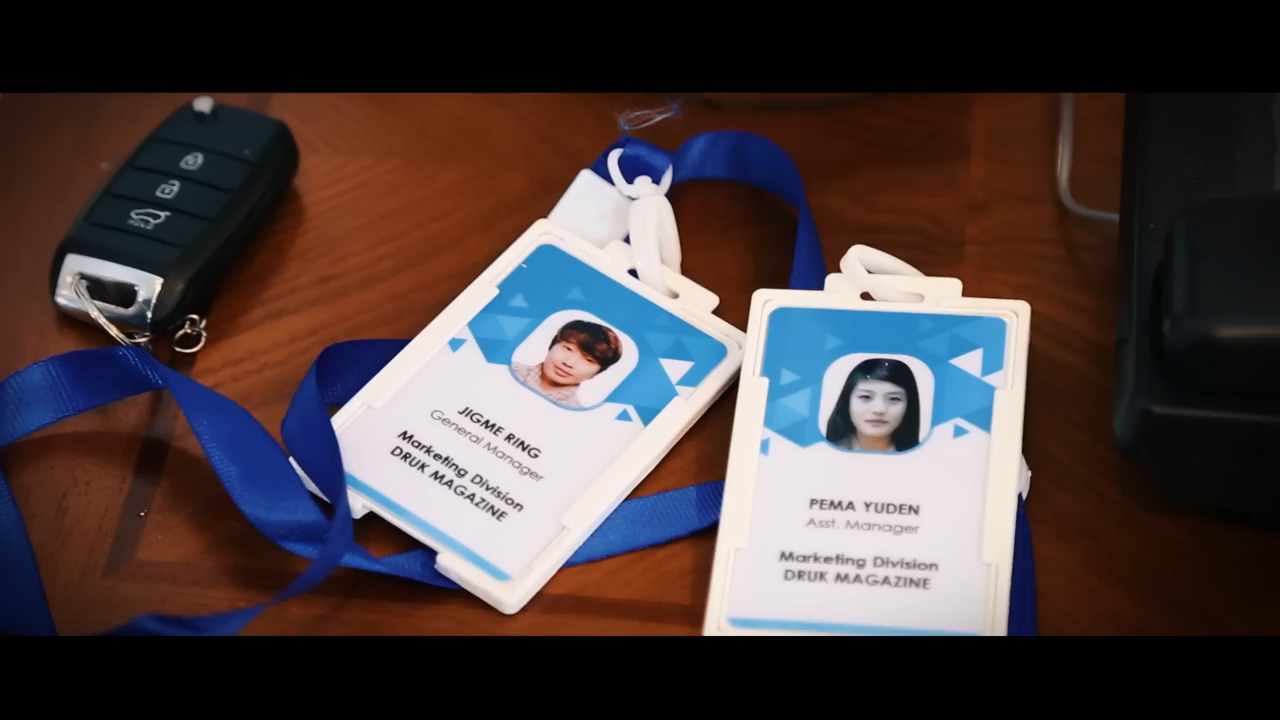 JIGME RING
General Manager
Marketing Division
DRUK MAGAZINE
PEMA YUDEN
Asst. Manager
Marketing Division
DRUK MAGAZINE